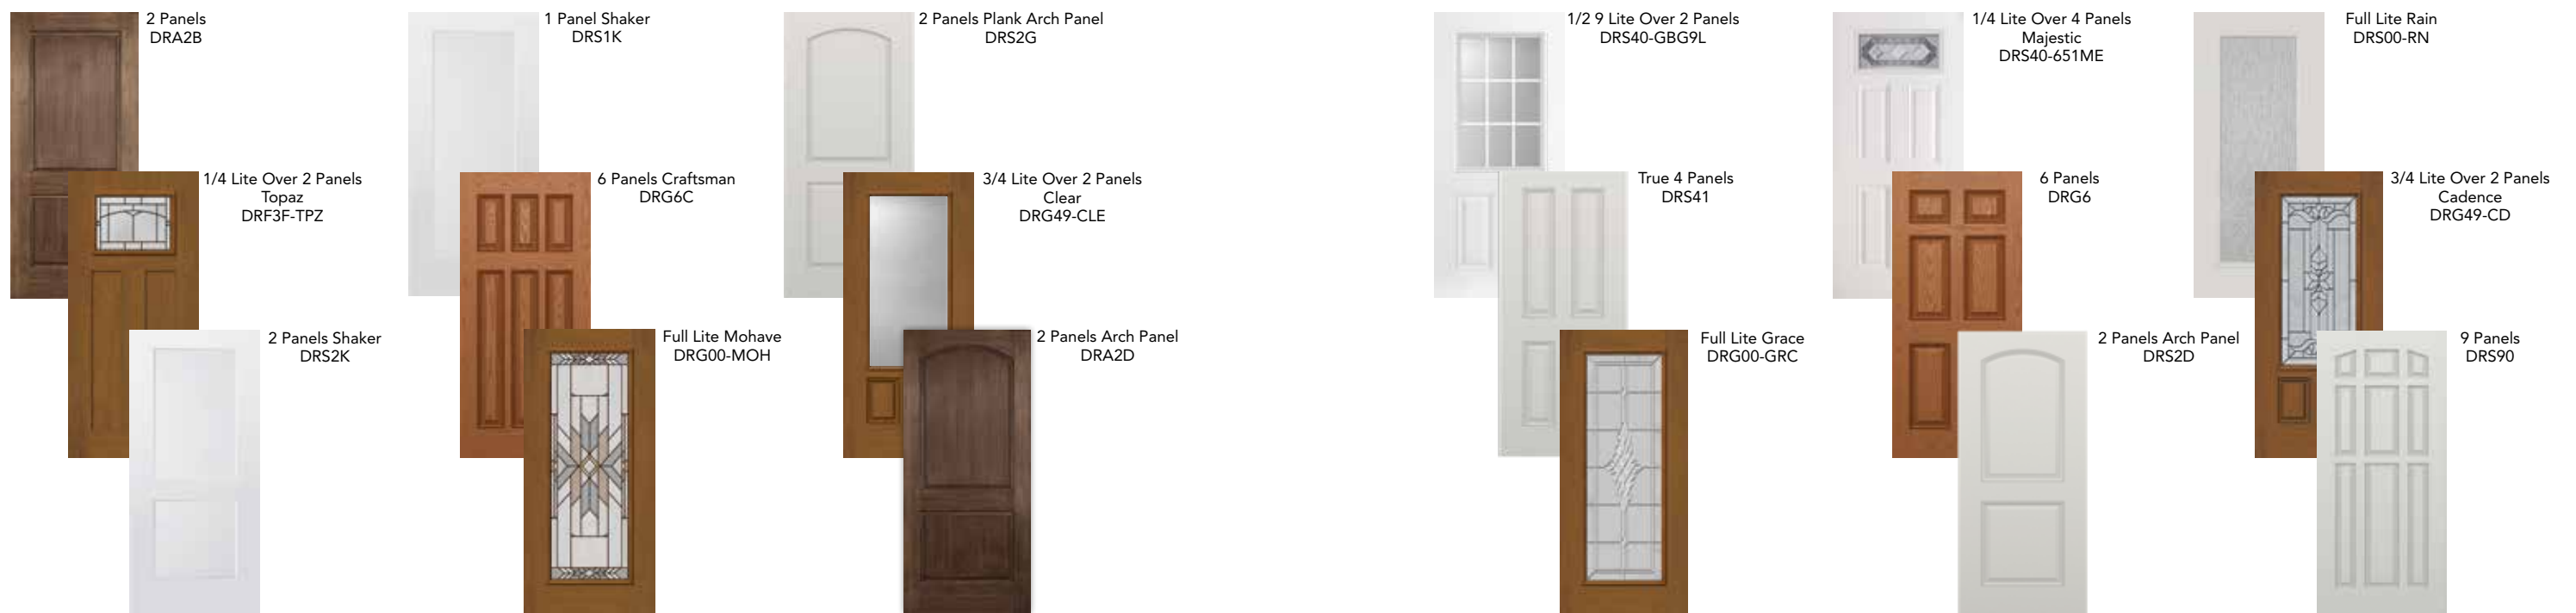 2 Panels
DRA2B
1/4 Lite Over 2 Panels
Topaz
DRF3F-TPZ
2 Panels Shaker
DRS2K
1 Panel Shaker
DRS1K
6 Panels Craftsman
DRG6C
Full Lite Mohave
DRG00-MOH
2 Panels Plank Arch Panel
DRS2G
3/4 Lite Over 2 Panels
Clear
DRG49-CLE
2 Panels Arch Panel
DRA2D
1/2 9 Lite Over 2 Panels
DRS40-GBG9L
True 4 Panels
DRS41
Full Lite Grace
DRG00-GRC
1/4 Lite Over 4 Panels
Majestic
DRS40-651ME
6 Panels
DRG6
2 Panels Arch Panel
DRS2D
Full Lite Rain
DRS00-RN
3/4 Lite Over 2 Panels
Cadence
DRG49-CD
9 Panels
DRS90